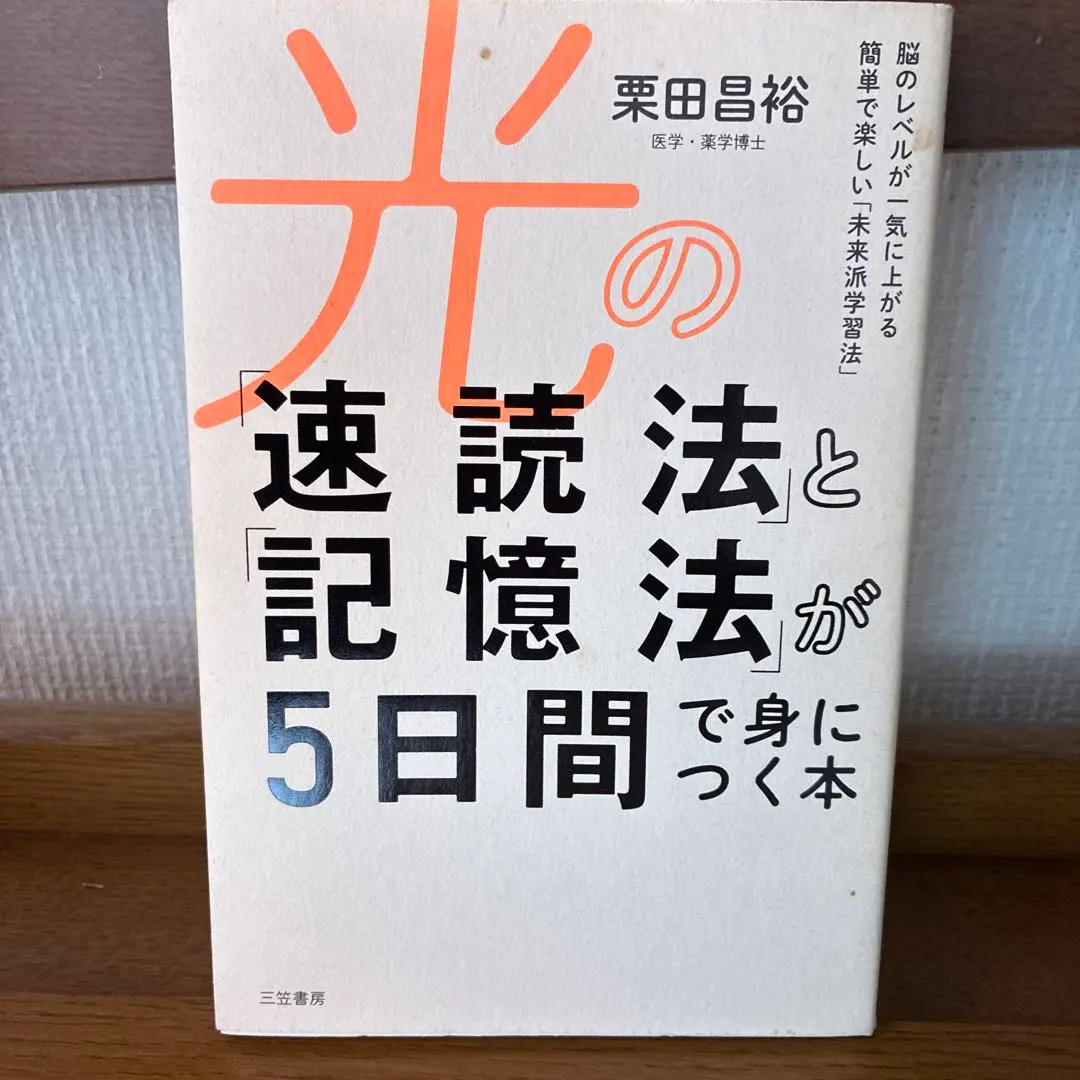 脳のレベルが一気に上がる
簡単で楽しい「未来派学習法」
栗田昌裕
医学・薬学博士
光の
「速読法」と
「記憶法」が
5日間で身に
つく本
三笠書房